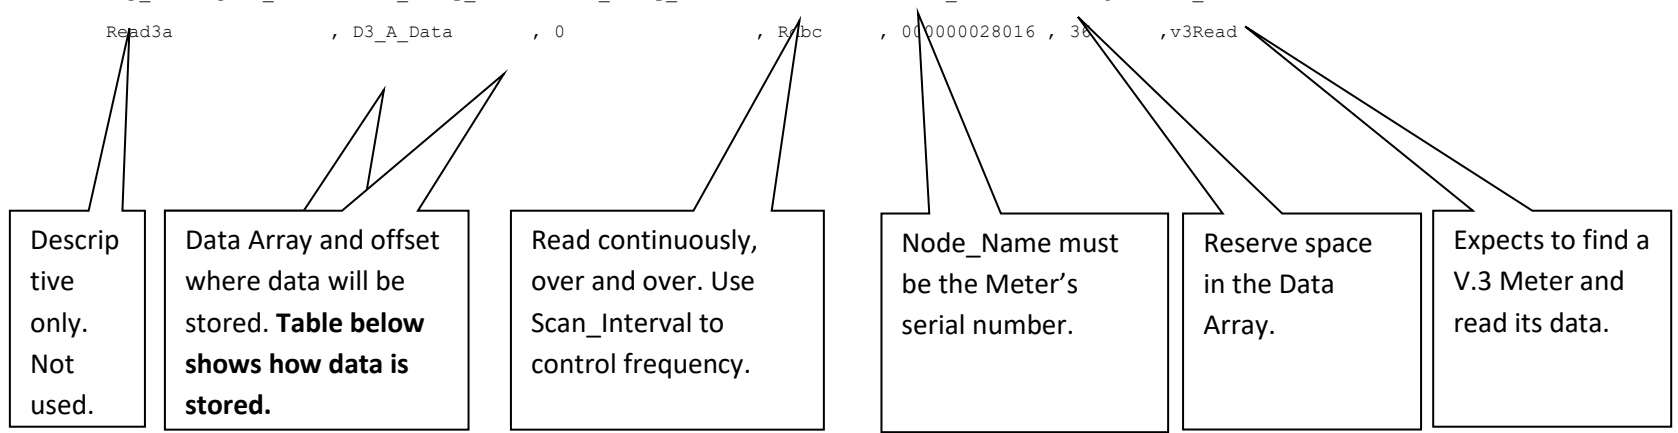 Read3a , D3_A_Data , 0 , Rdbc , 000000028016 , 36 ,v3Read
Descrip
tive
only.
Not
used.
Data Array and offset
where data will be
stored. Table below
shows how data is
stored.
Read continuously,
over and over. Use
Scan_Interval to
control frequency.
Node_Name must
be the Meter’s
serial number.
Reserve space
in the Data
Array.
Expects to find a
V.3 Meter and
read its data.